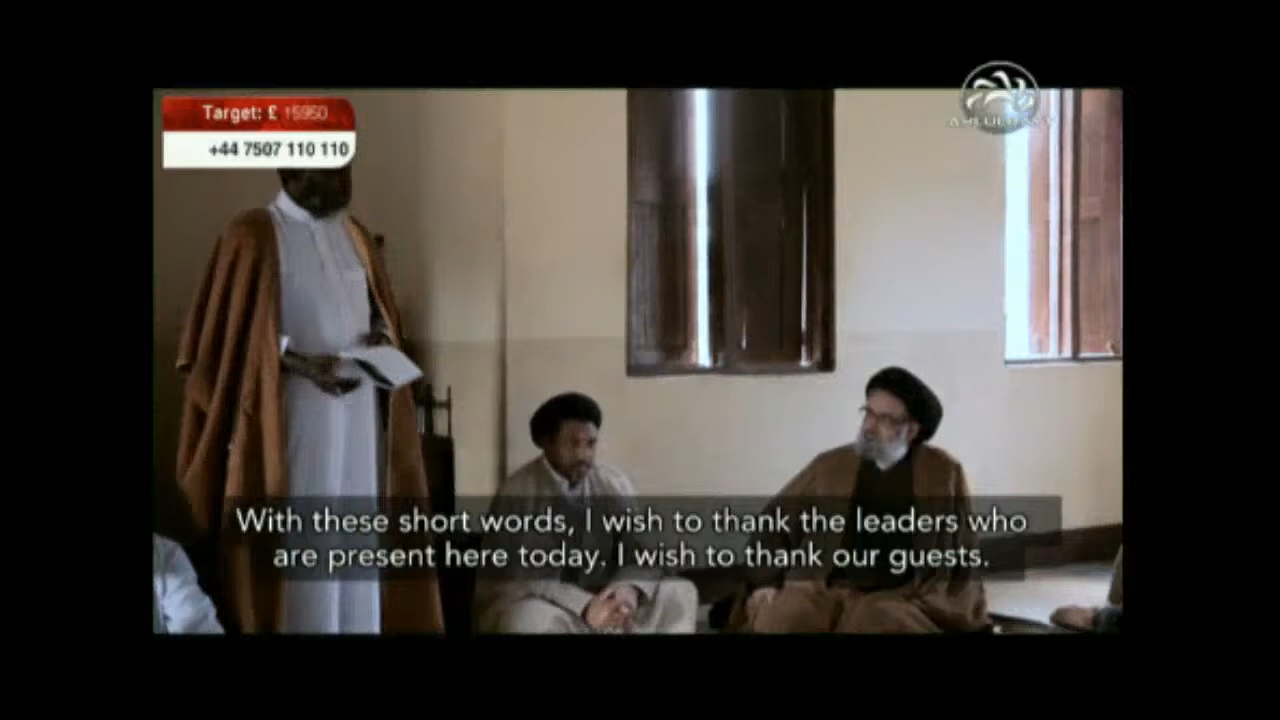 Target: £ 15950
+44 7507 110 110
AHLULBAYT
With these short words, I wish to thank the leaders who
are present here today. I wish to thank our guests.